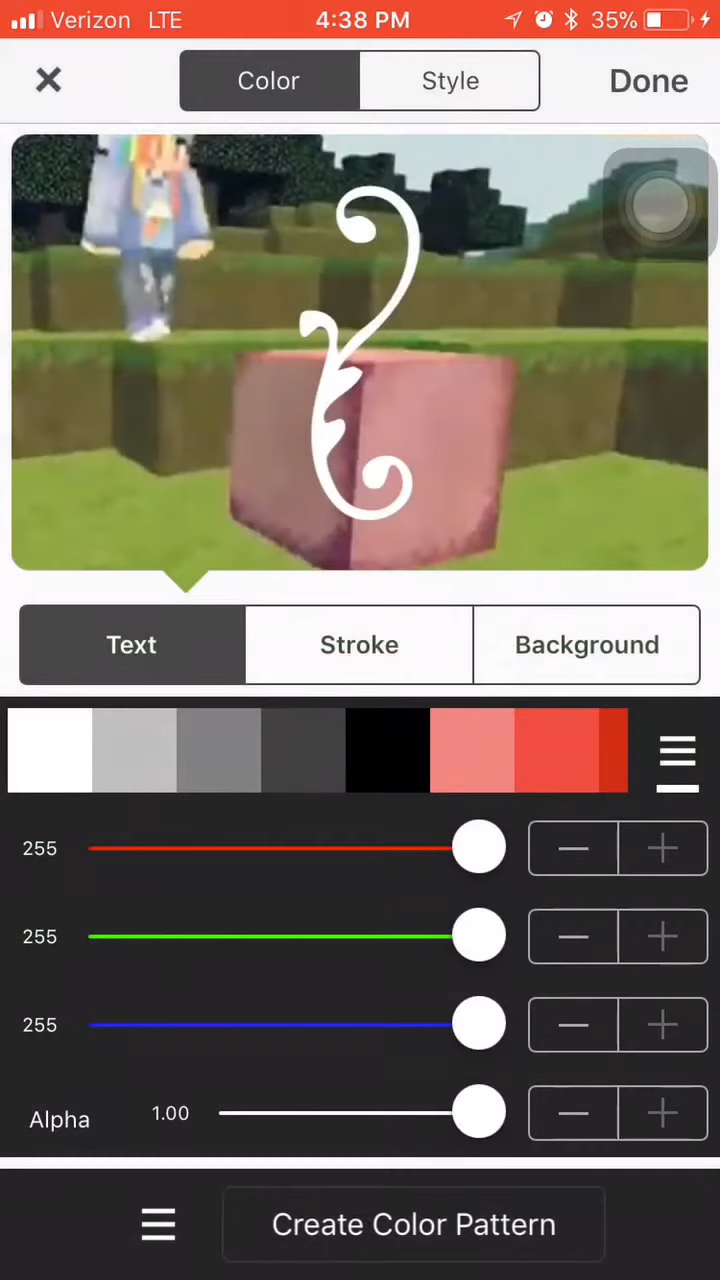 Verizon LTE 4:38 PM 35%
Color Style Done
Text Stroke Background
255
255
255
Alpha 1.00
Create Color Pattern